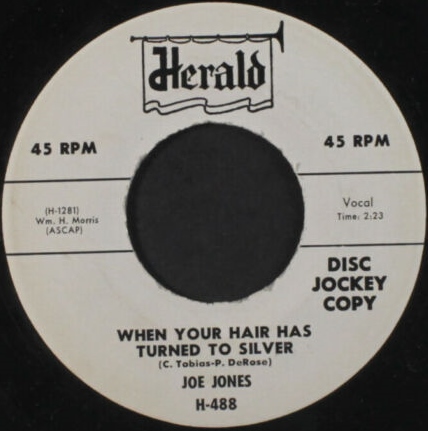 Herald
45 RPM
45 RPM
(H-1281)
Wm. H. Morris
(ASCAP)
Vocal
Time: 2:23
DISC
JOCKEY
COPY
WHEN YOUR HAIR HAS
TURNED TO SILVER
(C. Tobias-P. DeRose)
JOE JONES
H-488